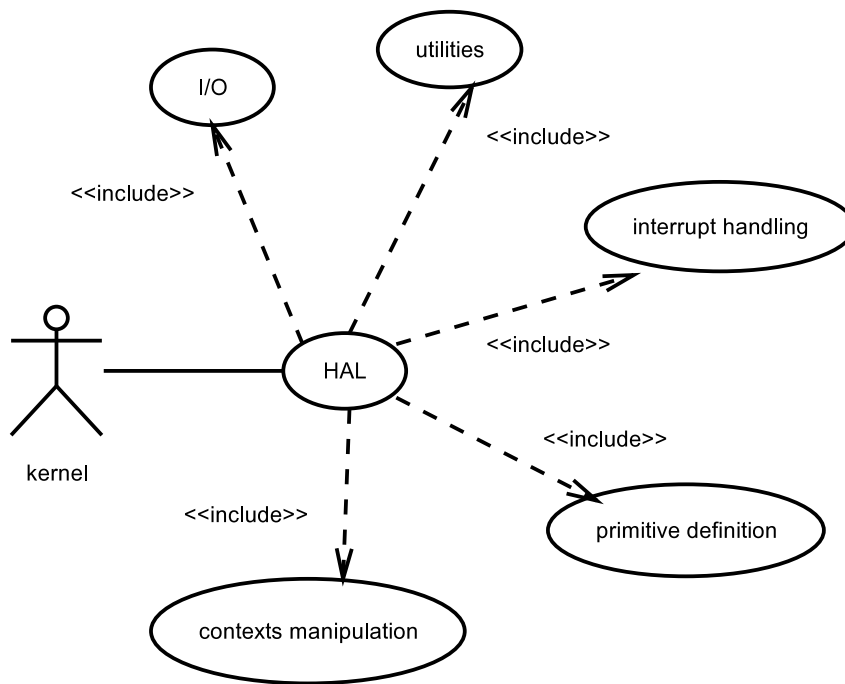 utilities
I/O
<<include>>
<<include>>
interrupt handling
<<include>>
HAL
<<include>>
kernel
<<include>>
primitive definition
contexts manipulation